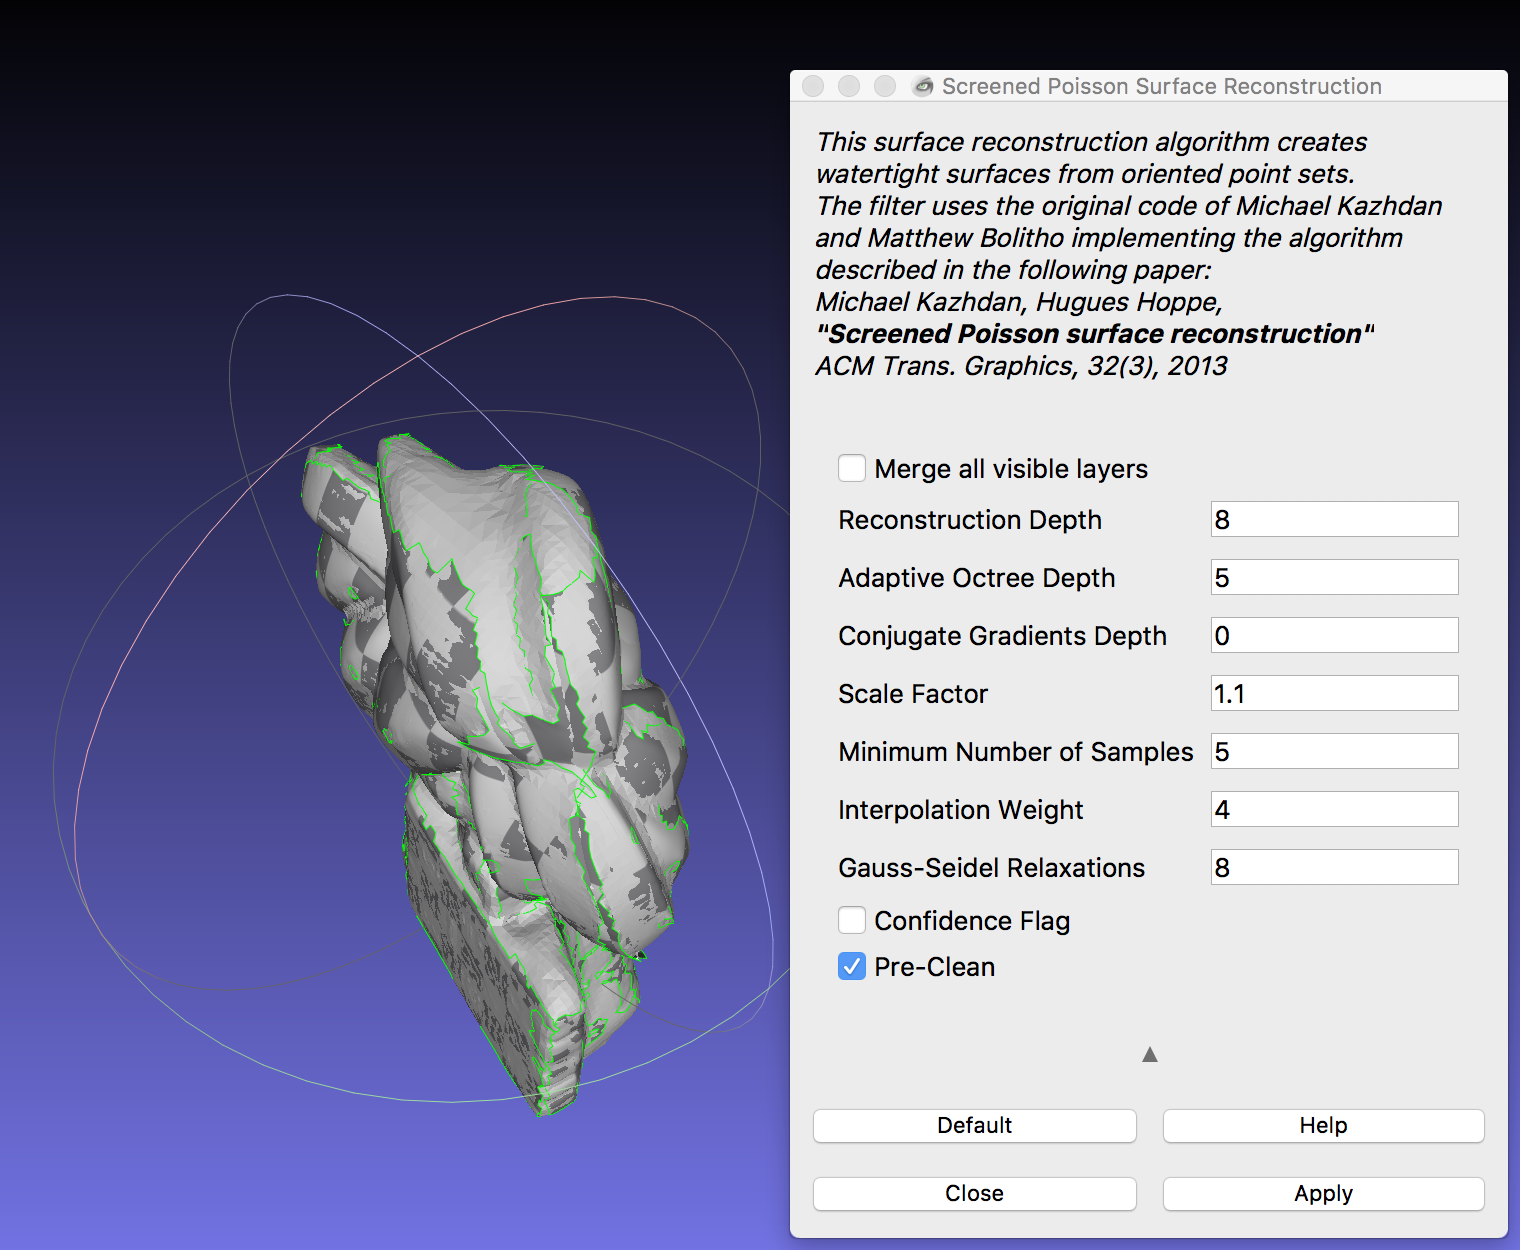 Screened Poisson Surface Reconstruction
This surface reconstruction algorithm creates
watertight surfaces from oriented point sets.
The filter uses the original code of Michael Kazhdan
and Matthew Bolitho implementing the algorithm
described in the following paper:
Michael Kazhdan, Hugues Hoppe,
"Screened Poisson surface reconstruction"
ACM Trans. Graphics, 32(3), 2013
Merge all visible layers
Reconstruction Depth 8
Adaptive Octree Depth 5
Conjugate Gradients Depth 0
Scale Factor 1.1
Minimum Number of Samples 5
Interpolation Weight 4
Gauss-Seidel Relaxations 8
Confidence Flag
Pre-Clean
Default Help
Close Apply